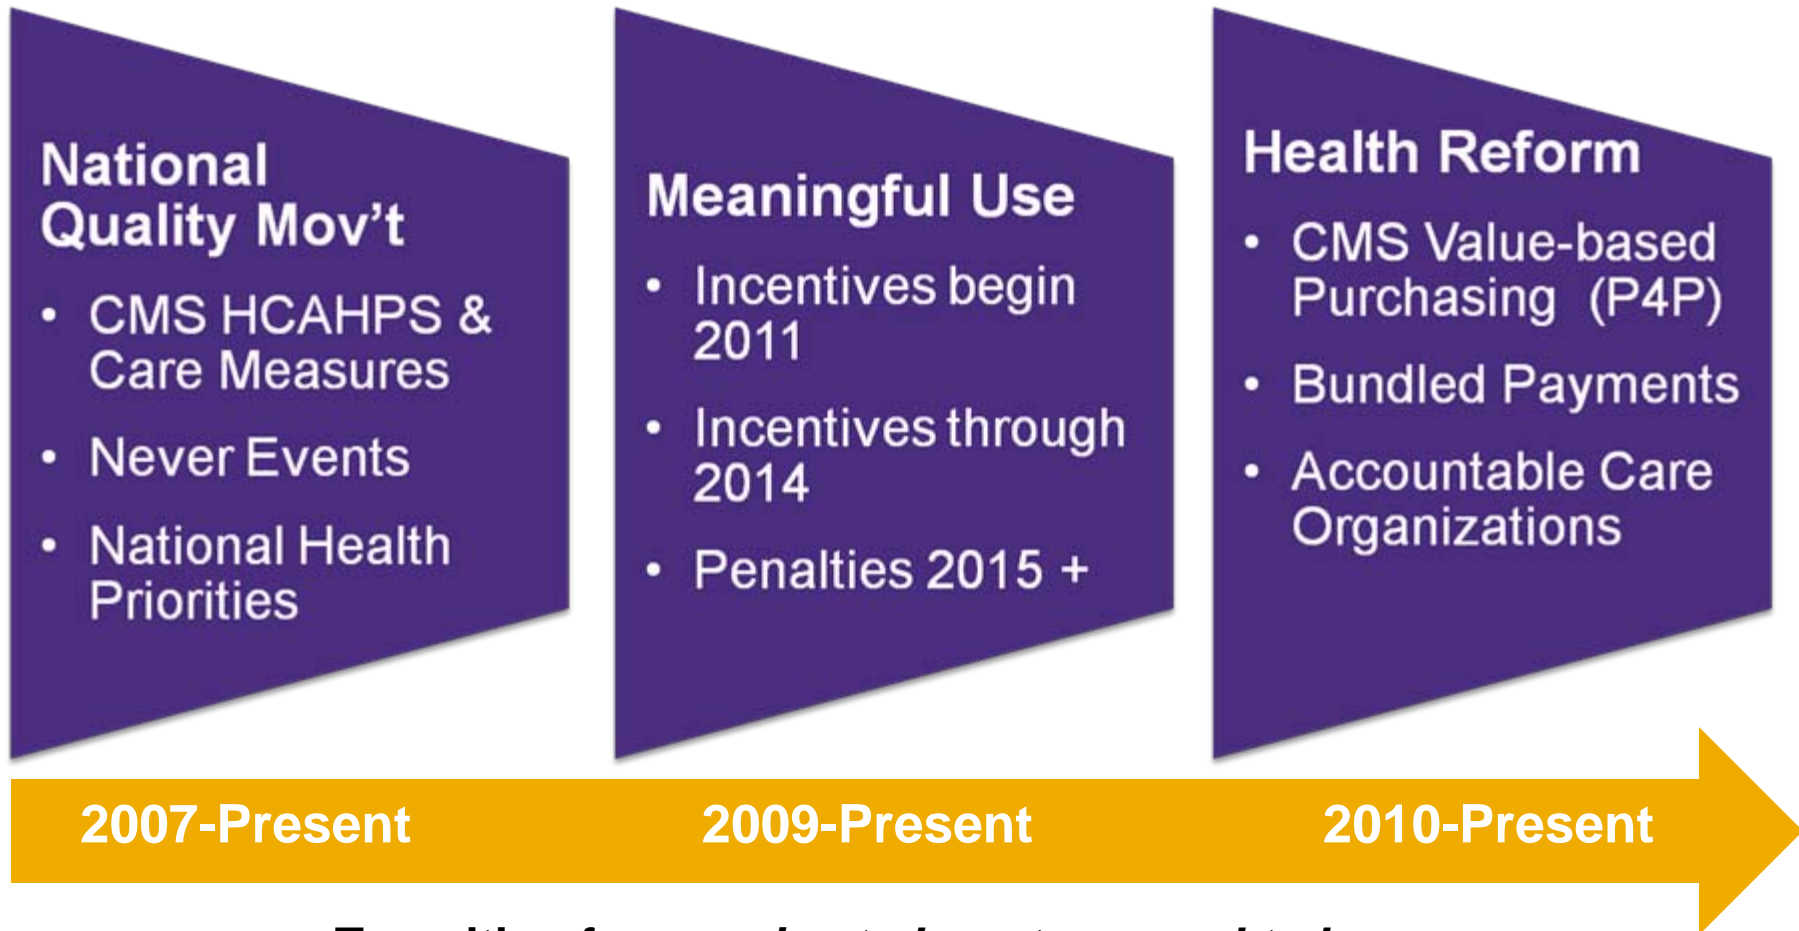 National
Quality Mov't
• CMS HCAHPS &
Care Measures
• Never Events
• National Health
Priorities
Meaningful Use
• Incentives begin
2011
• Incentives through
2014
• Penalties 2015 +
Health Reform
• CMS Value-based
Purchasing (P4P)
• Bundled Payments
• Accountable Care
Organizations
2007-Present
2009-Present
2010-Present